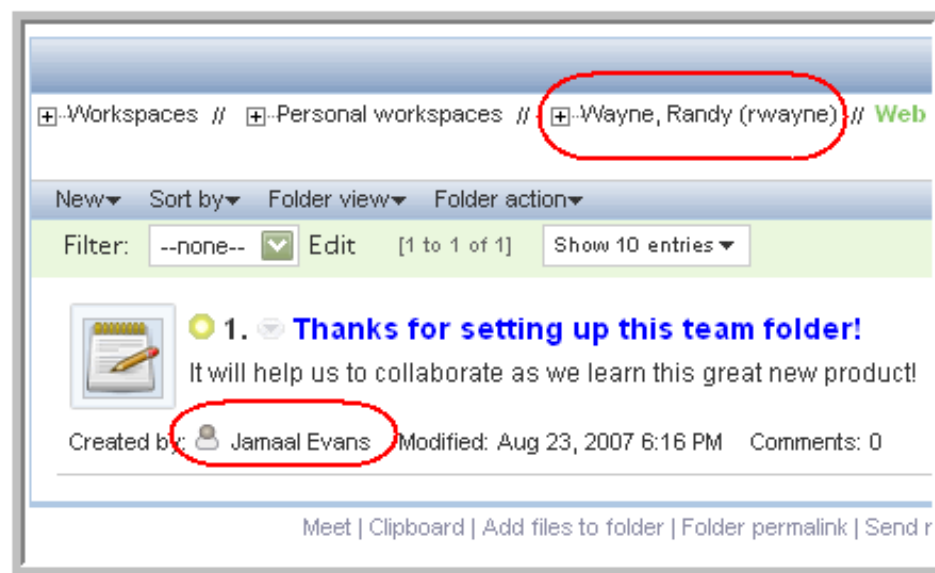 Workspaces // Personal workspaces // Wayne, Randy (rwayne) // Web
New Sort by Folder view Folder action
Filter: --none-- Edit [1 to 1 of 1] Show 10 entries
1. Thanks for setting up this team folder!
It will help us to collaborate as we learn this great new product!
Created by: Jamaal Evans Modified: Aug 23, 2007 6:16 PM Comments: 0
Meet | Clipboard | Add files to folder | Folder permalink | Send r